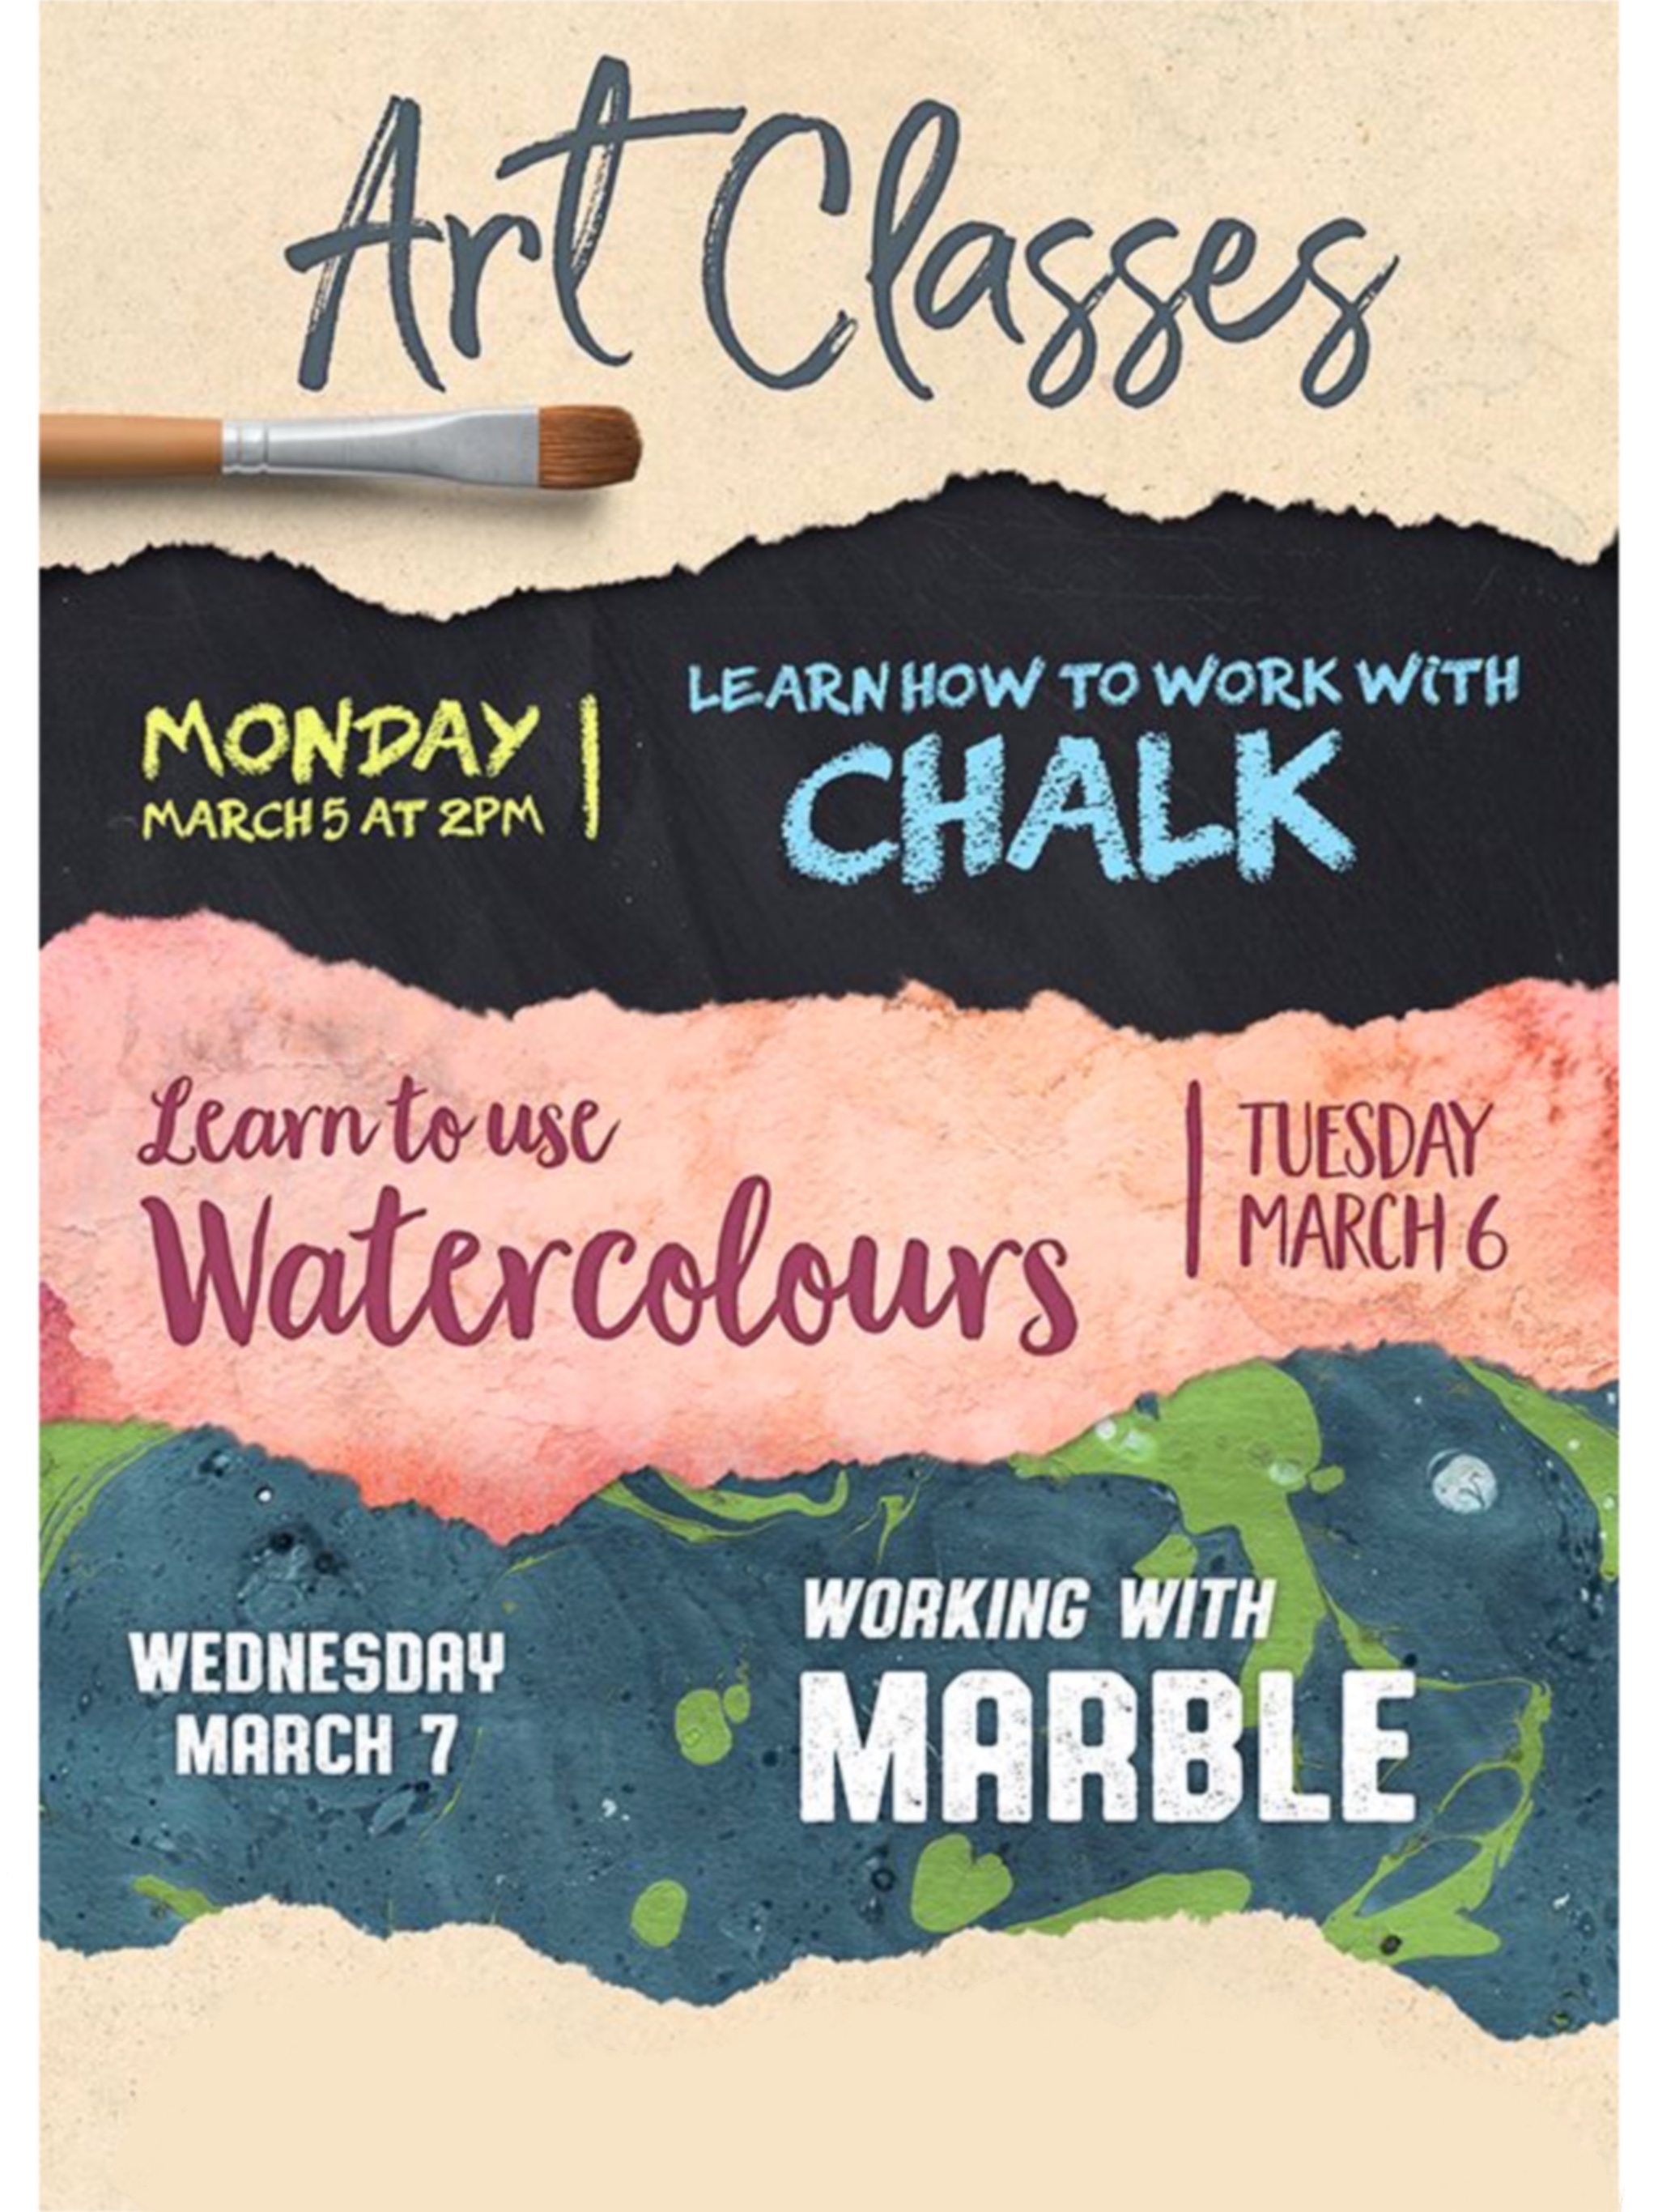 Art Classes
MONDAY
MARCH 5 AT 2PM
LEARN HOW TO WORK WITH
CHALK
Learn to use
Watercolours
TUESDAY
MARCH 6
WEDNESDAY
MARCH 7
WORKING WITH
MARBLE